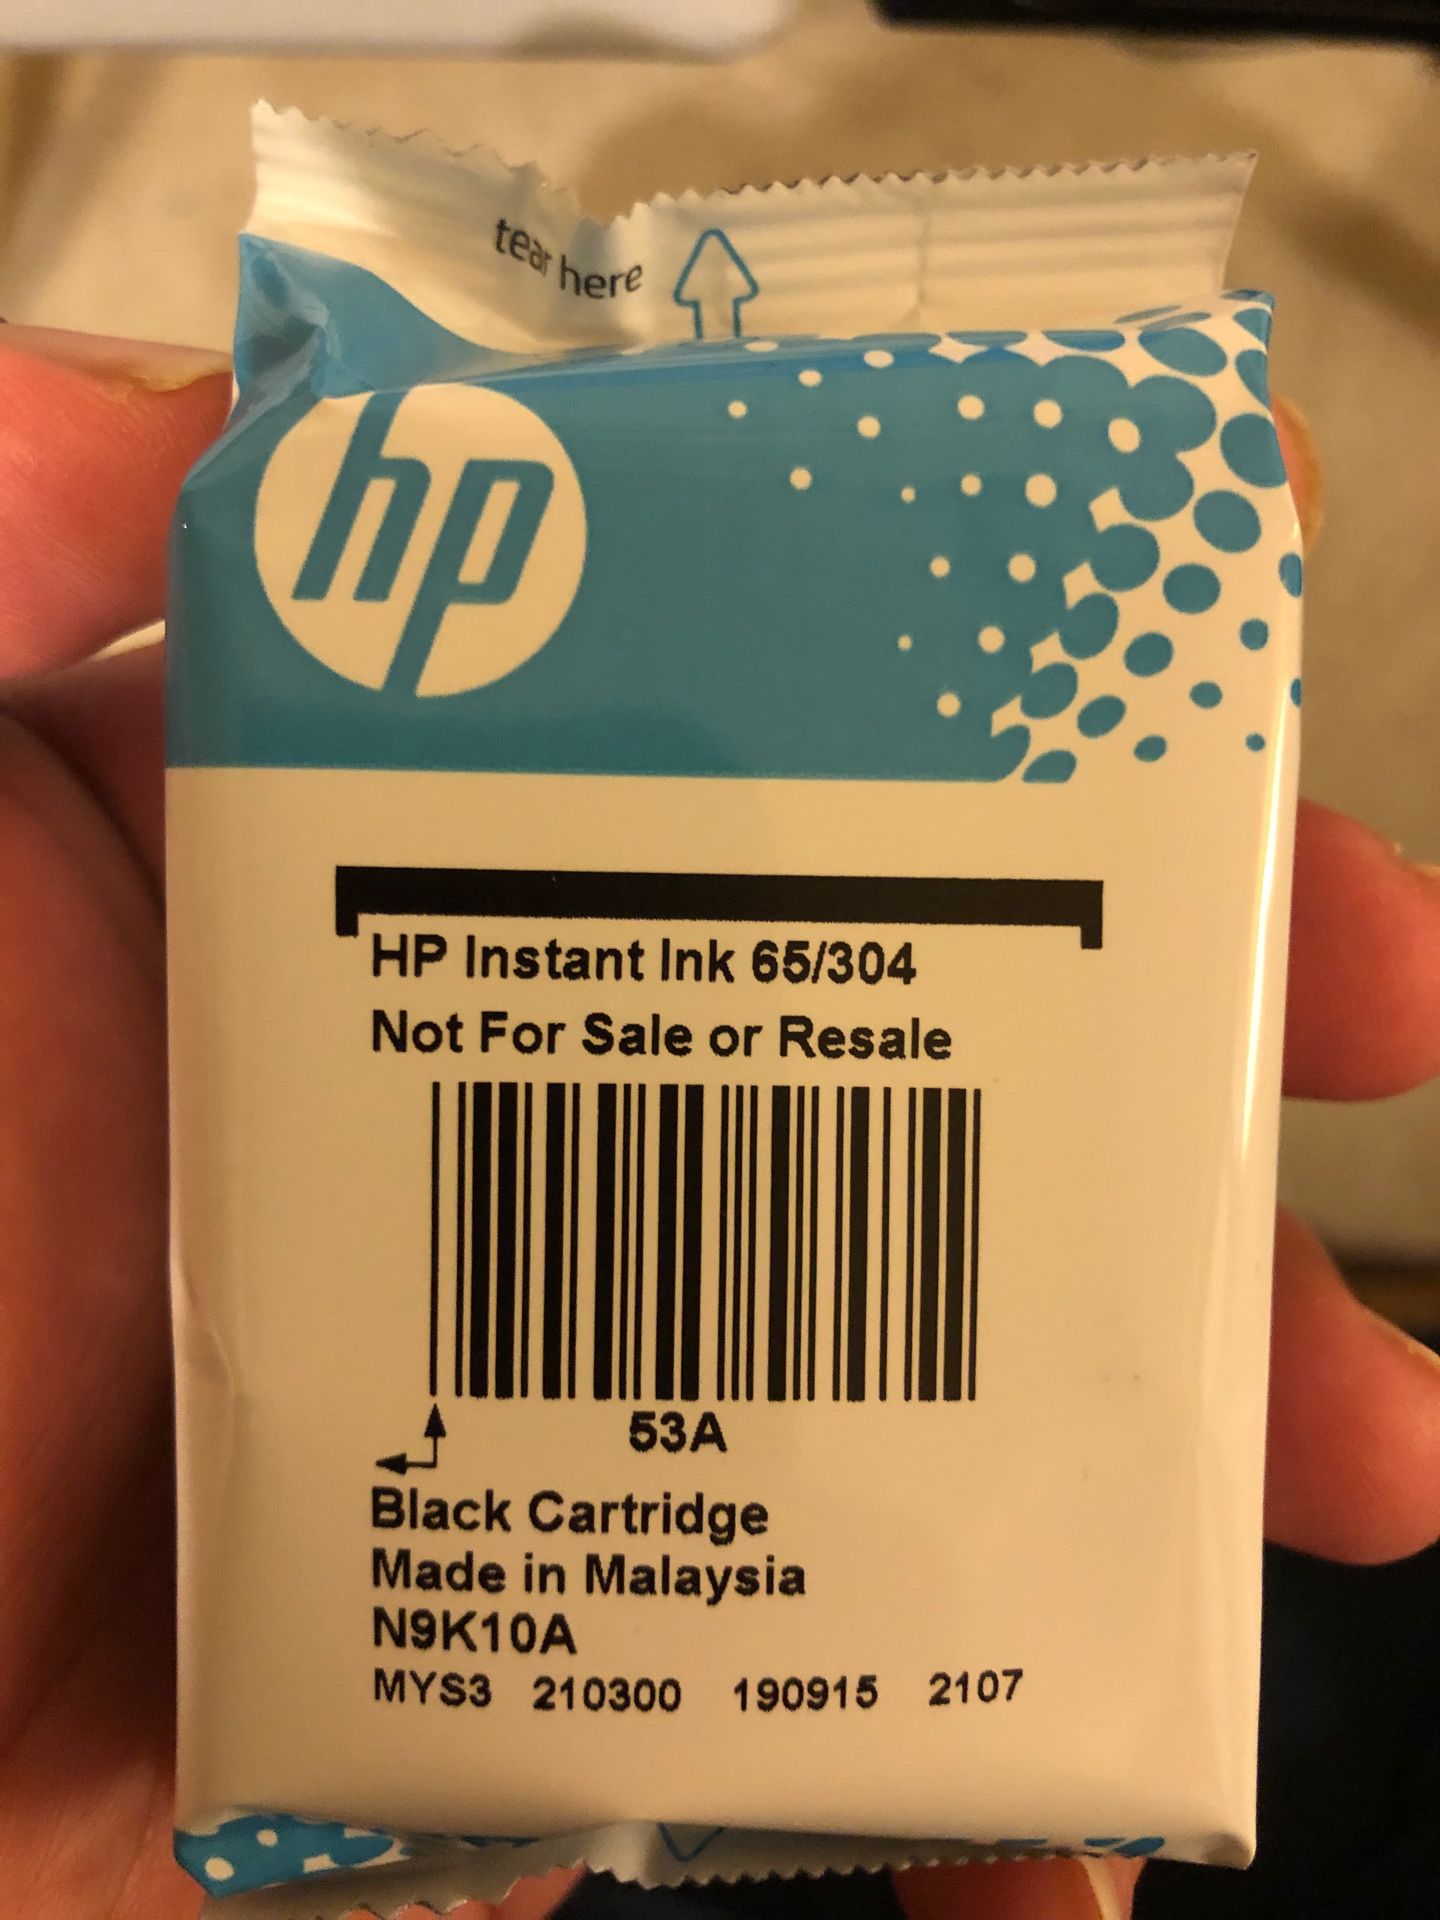 tear here
hp
HP Instant Ink 65/304
Not For Sale or Resale
53A
Black Cartridge
Made in Malaysia
N9K10A
MYS3 210300 190915 2107